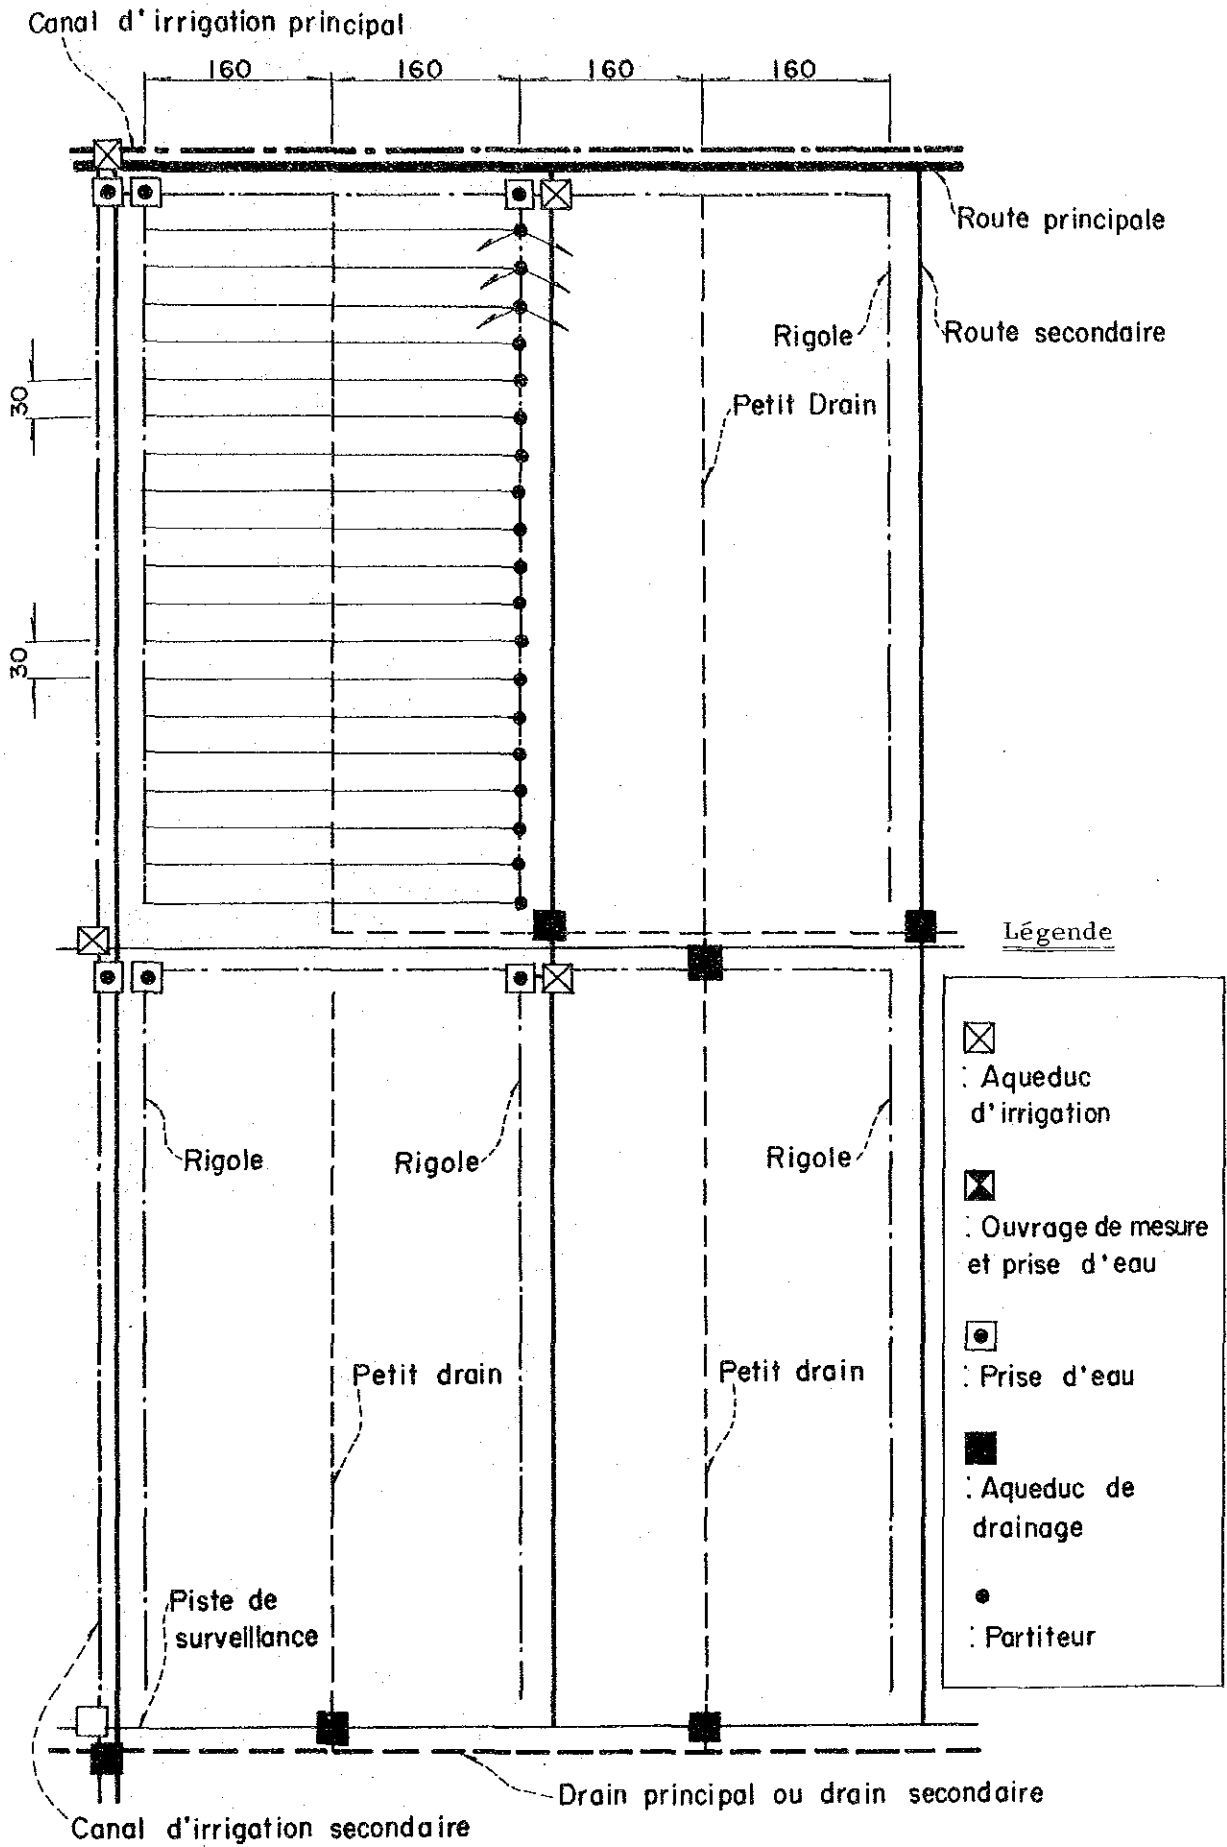 Canal d'irrigation principal
160 160 160 160
Route principale
Rigole
Route secondaire
30
Petit Drain
30
Légende
: Aqueduc
d'irrigation
Rigole
Rigole
Rigole
: Ouvrage de mesure
et prise d'eau
Petit drain
Petit drain
: Prise d'eau
: Aqueduc de
drainage
Piste de
surveillance
: Partiteur
Drain principal ou drain secondaire
Canal d'irrigation secondaire